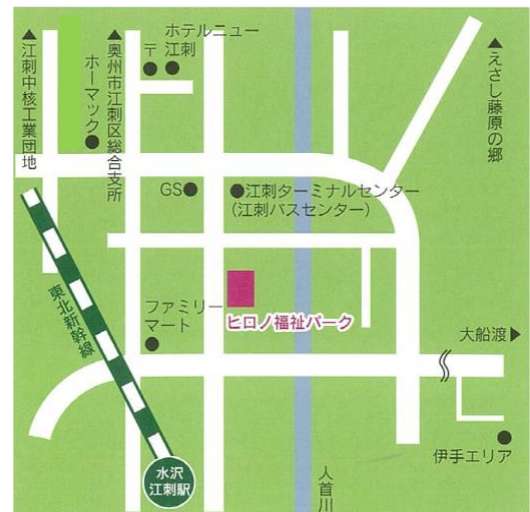 ▲江刺中核工業団地
ホーマック
▲奥州市江刺区総合支所
〒
ホテルニュー
江刺
▲えさし藤原の郷
GS
江刺ターミナルセンター
(江刺バスセンター)
東北新幹線
ファミリー
マート
ヒロノ福祉パーク
大船渡▶
伊手エリア
水沢
江刺駅
人首川